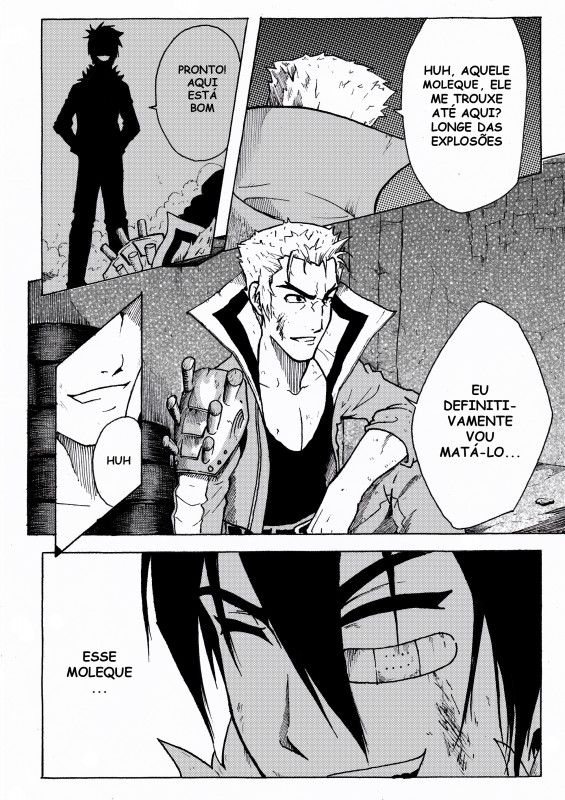 PRONTO!
AQUI
ESTÁ
BOM
HUH, AQUELE
MOLEQUE, ELE
ME TROUXE
ATÉ AQUI?
LONGE DAS
EXPLOSÕES
EU
DEFINITI-
VAMENTE
VOU
MATÁ-LO...
HUH
ESSE
MOLEQUE
...